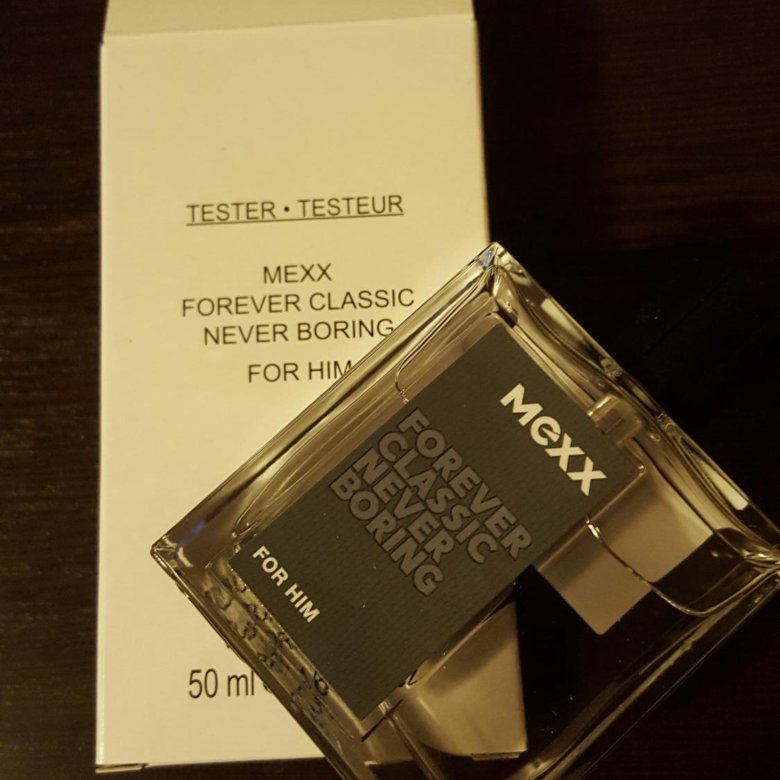 TESTER • TESTEUR
MEXX
FOREVER CLASSIC
NEVER BORING
FOR HIM
50 ml
Mexx
FOREVER
CLASSIC
NEVER
BORING
FOR HIM